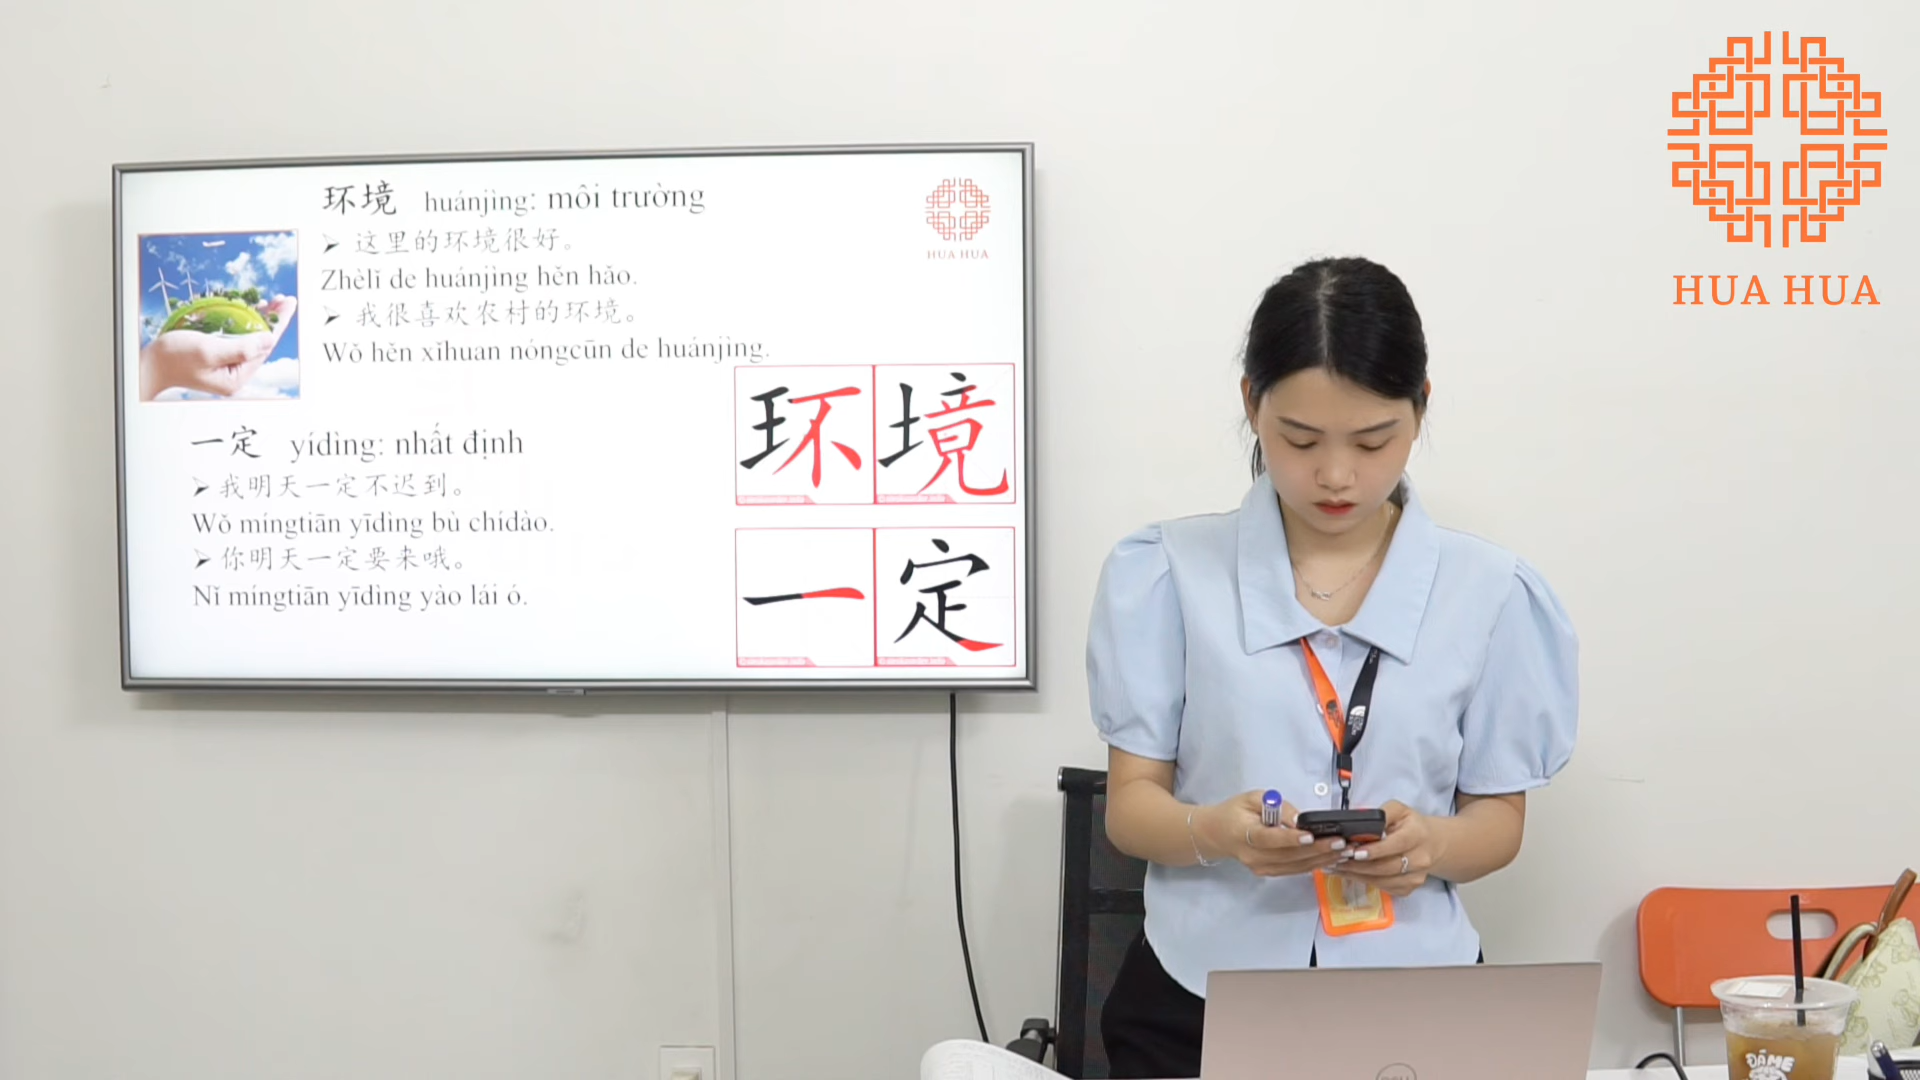 环境 huánjìng: môi trường
➢ 这里的环境很好。
Zhèlǐ de huánjìng hěn hǎo.
➢ 我很喜欢农村的环境。
Wǒ hěn xǐhuan nóngcūn de huánjìng.
一定 yídìng: nhất định
➢ 我明天一定不迟到。
Wǒ míngtiān yīdìng bù chídào.
➢ 你明天一定要来哦。
Nǐ míngtiān yīdìng yào lái ó.
环境
一定
HUA HUA
HUA HUA
ĐÁ ME